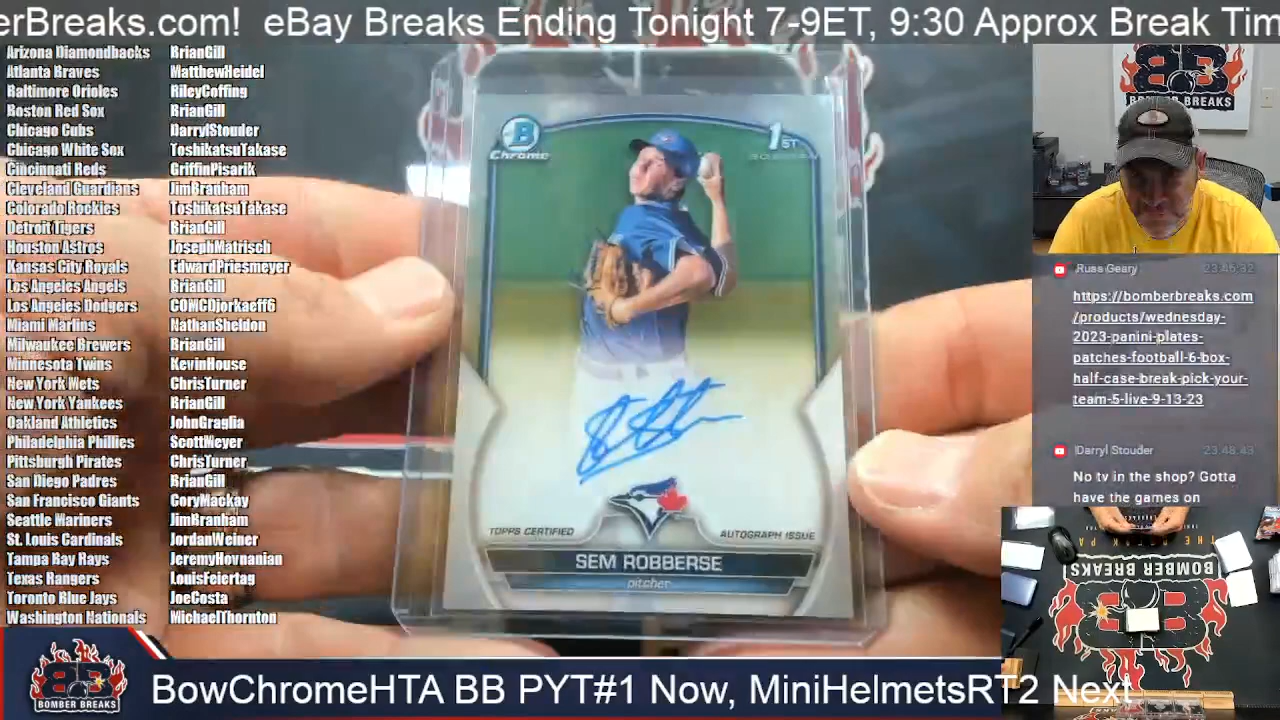 erBreaks.com! eBay Breaks Ending Tonight 7-9ET, 9:30 Approx Break Tim
Arizona Diamondbacks BrianGill
Atlanta Braves MatthewHeidel
Baltimore Orioles RileyCoffing
Boston Red Sox BrianGill
Chicago Cubs DarrylStouder
Chicago White Sox ToshikatsuTakase
Cincinnati Reds GriffinPisarik
Cleveland Guardians JimBranham
Colorado Rockies ToshikatsuTakase
Detroit Tigers BrianGill
Houston Astros JosephMatrisch
Kansas City Royals EdwardPriesmeyer
Los Angeles Angels BrianGill
Los Angeles Dodgers COMCDjorkaeff6
Miami Marlins NathanSheldon
Milwaukee Brewers BrianGill
Minnesota Twins KevinHouse
New York Mets ChrisTurner
New York Yankees BrianGill
Oakland Athletics JohnGraglia
Philadelphia Phillies ScottMeyer
Pittsburgh Pirates ChrisTurner
San Diego Padres BrianGill
San Francisco Giants CoryMackay
Seattle Mariners JimBranham
St. Louis Cardinals JordanWeiner
Tampa Bay Rays JeremyHovnanian
Texas Rangers LouisFeiertag
Toronto Blue Jays JoeCosta
Washington Nationals MichaelThornton
B
Chrome
1ST
BOWMAN
TOPPS CERTIFIED
AUTOGRAPH ISSUE
SEM ROBBERSE
pitcher
BOMBER BREAKS
Russ Geary 23:45:32
https://bomberbreaks.com
/products/wednesday-
2023-panini-plates-
patches-football-6-box-
half-case-break-pick-your-
team-5-live-9-13-23
Darryl Stouder 23:48:43
No tv in the shop? Gotta
have the games on
BOMBER BREAKS
BOMBER BREAKS
BowChromeHTA BB PYT#1 Now, MiniHelmetsRT2 Next